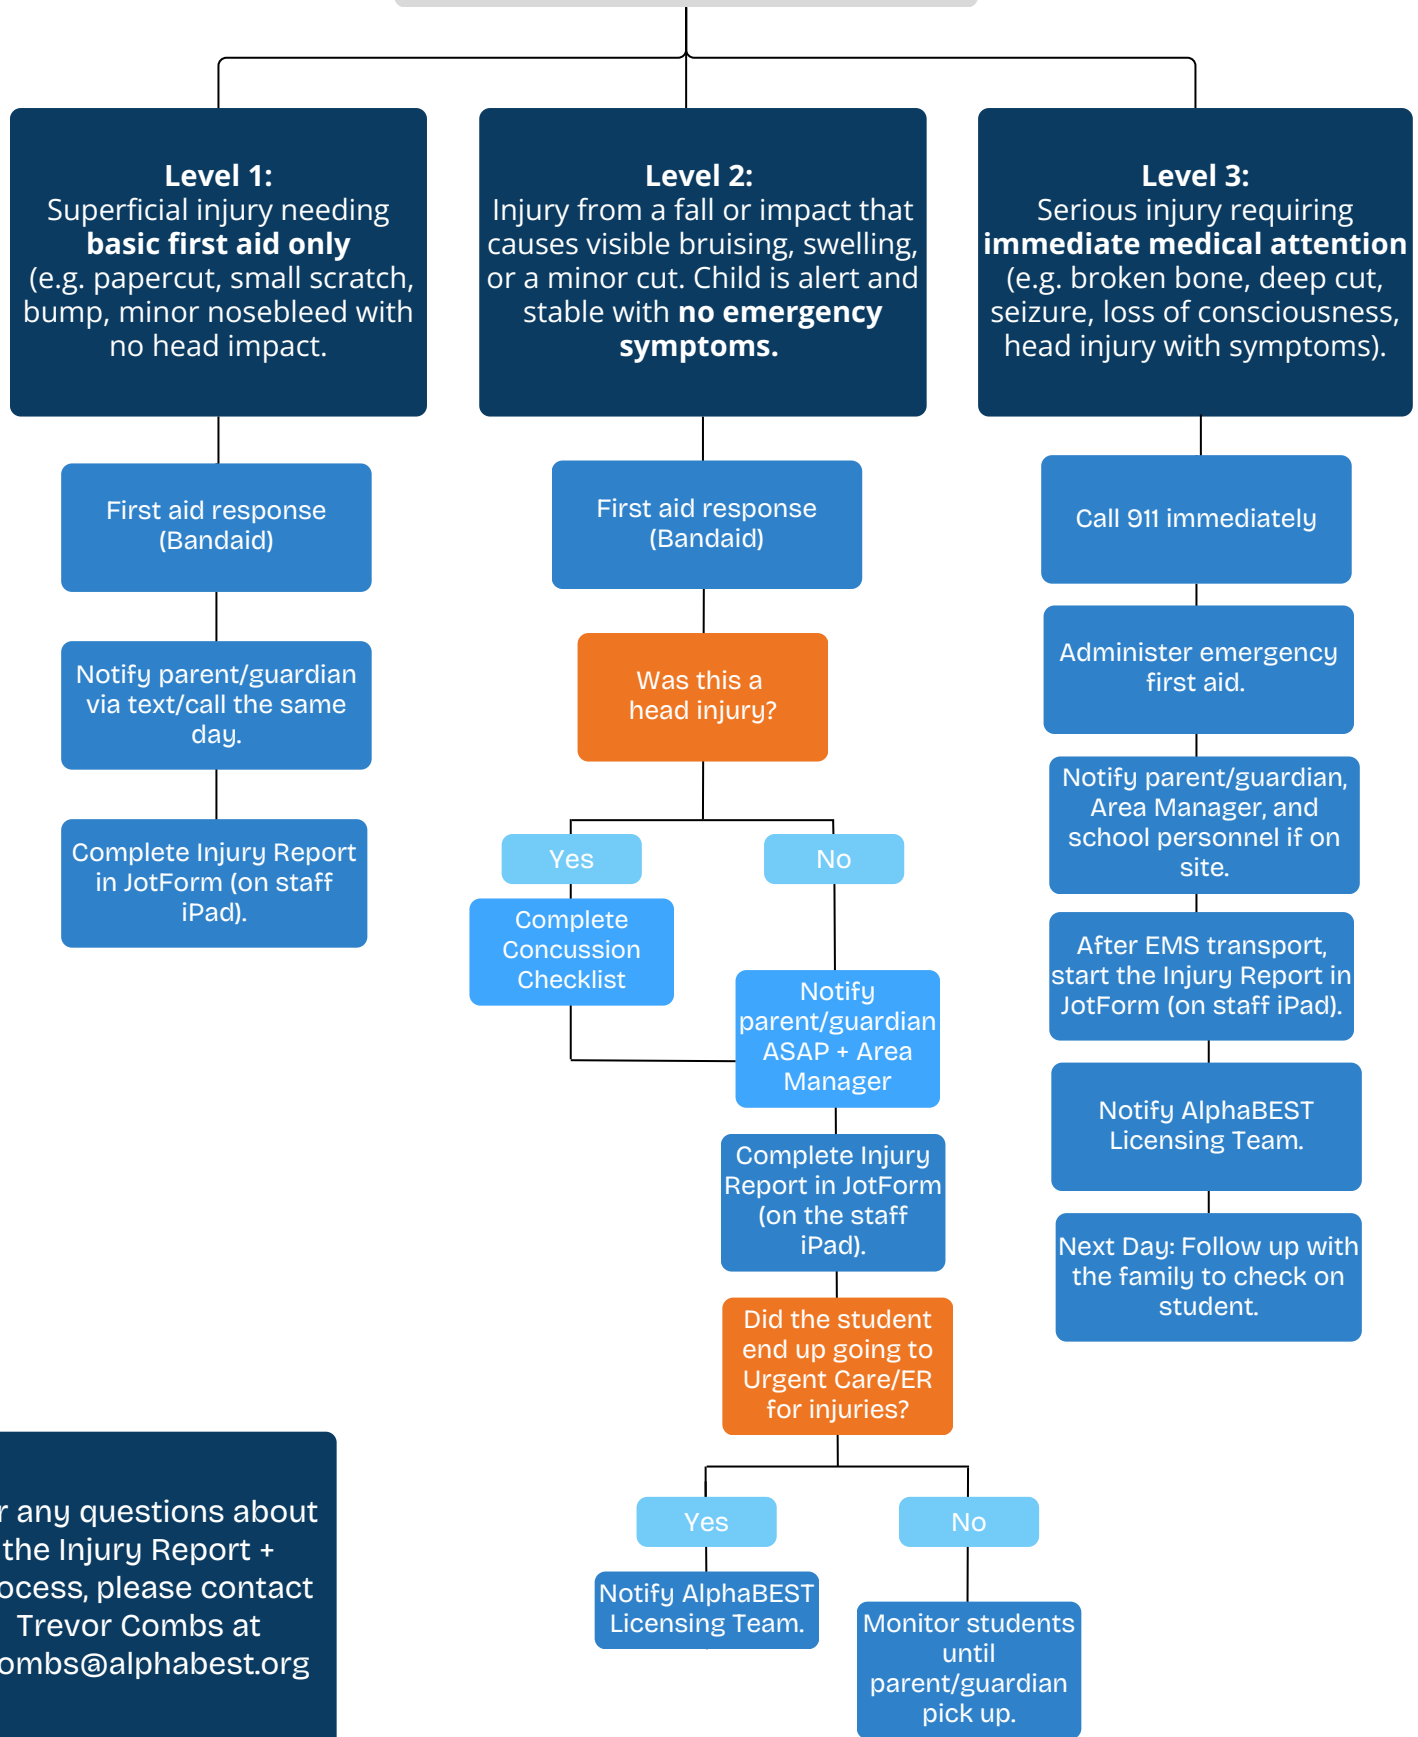 Level 1:
Superficial injury needing
basic first aid only
(e.g. papercut, small scratch,
bump, minor nosebleed with
no head impact.
First aid response
(Bandaid)
Notify parent/guardian
via text/call the same
day.
Complete Injury Report
in JotForm (on staff
iPad).
Level 2:
Injury from a fall or impact that
causes visible bruising, swelling,
or a minor cut. Child is alert and
stable with no emergency
symptoms.
First aid response
(Bandaid)
Was this a
head injury?
Yes
No
Complete
Concussion
Checklist
Notify
parent/guardian
ASAP + Area
Manager
Complete Injury
Report in JotForm
(on the staff
iPad).
Did the student
end up going to
Urgent Care/ER
for injuries?
Yes
No
Notify AlphaBEST
Licensing Team.
Monitor students
until
parent/guardian
pick up.
Level 3:
Serious injury requiring
immediate medical attention
(e.g. broken bone, deep cut,
seizure, loss of consciousness,
head injury with symptoms).
Call 911 immediately
Administer emergency
first aid.
Notify parent/guardian,
Area Manager, and
school personnel if on
site.
After EMS transport,
start the Injury Report in
JotForm (on staff iPad).
Notify AlphaBEST
Licensing Team.
Next Day: Follow up with
the family to check on
student.
any questions about
the Injury Report +
please contact
Trevor Combs at
ombs@alphabest.org